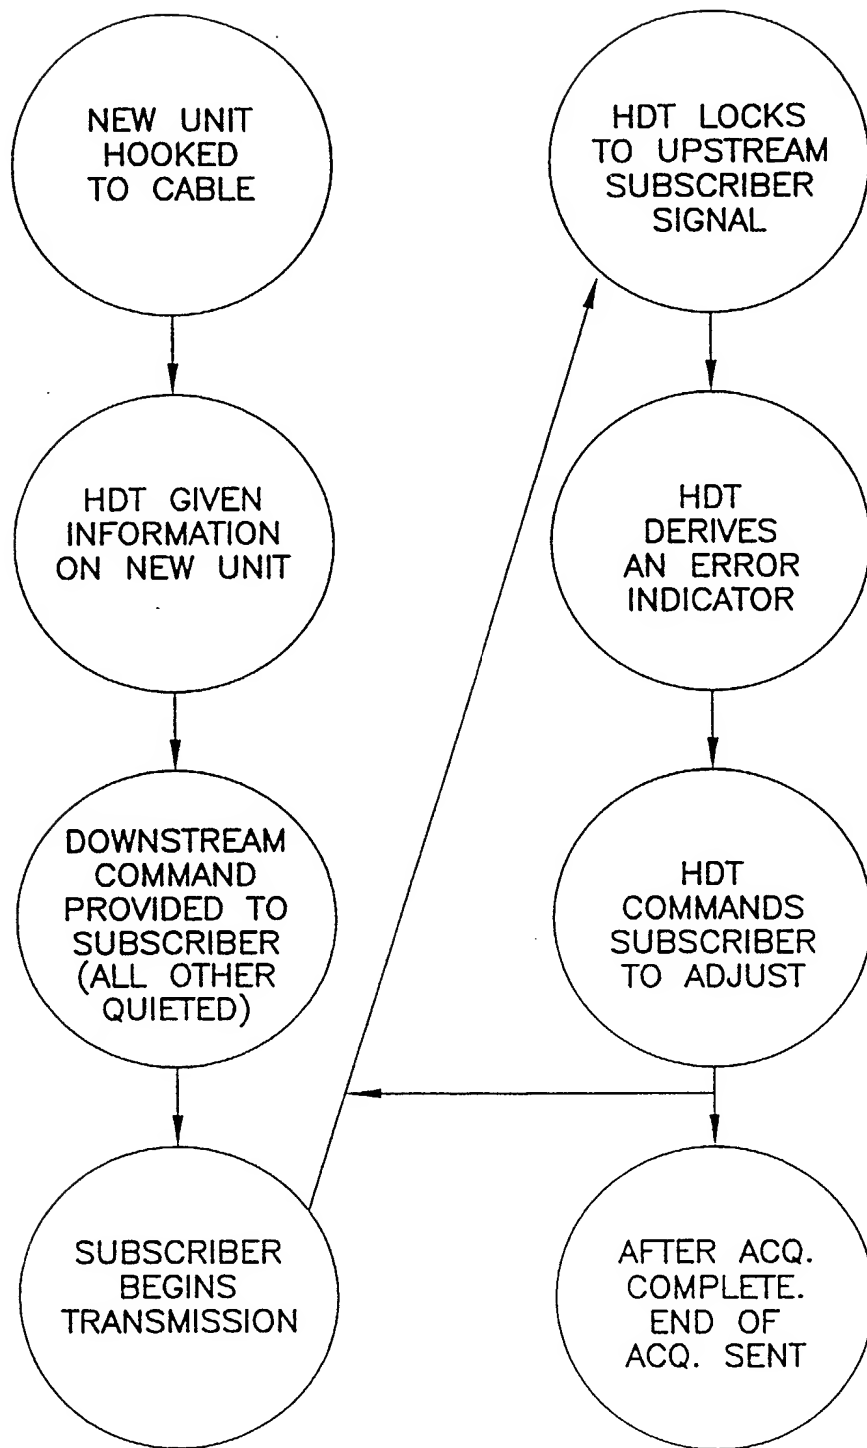 NEW UNIT
HOOKED
TO CABLE
HDT GIVEN
INFORMATION
ON NEW UNIT
DOWNSTREAM
COMMAND
PROVIDED TO
SUBSCRIBER
(ALL OTHER
QUIETED)
SUBSCRIBER
BEGINS
TRANSMISSION
HDT LOCKS
TO UPSTREAM
SUBSCRIBER
SIGNAL
HDT
DERIVES
AN ERROR
INDICATOR
HDT
COMMANDS
SUBSCRIBER
TO ADJUST
AFTER ACQ.
COMPLETE.
END OF
ACQ. SENT